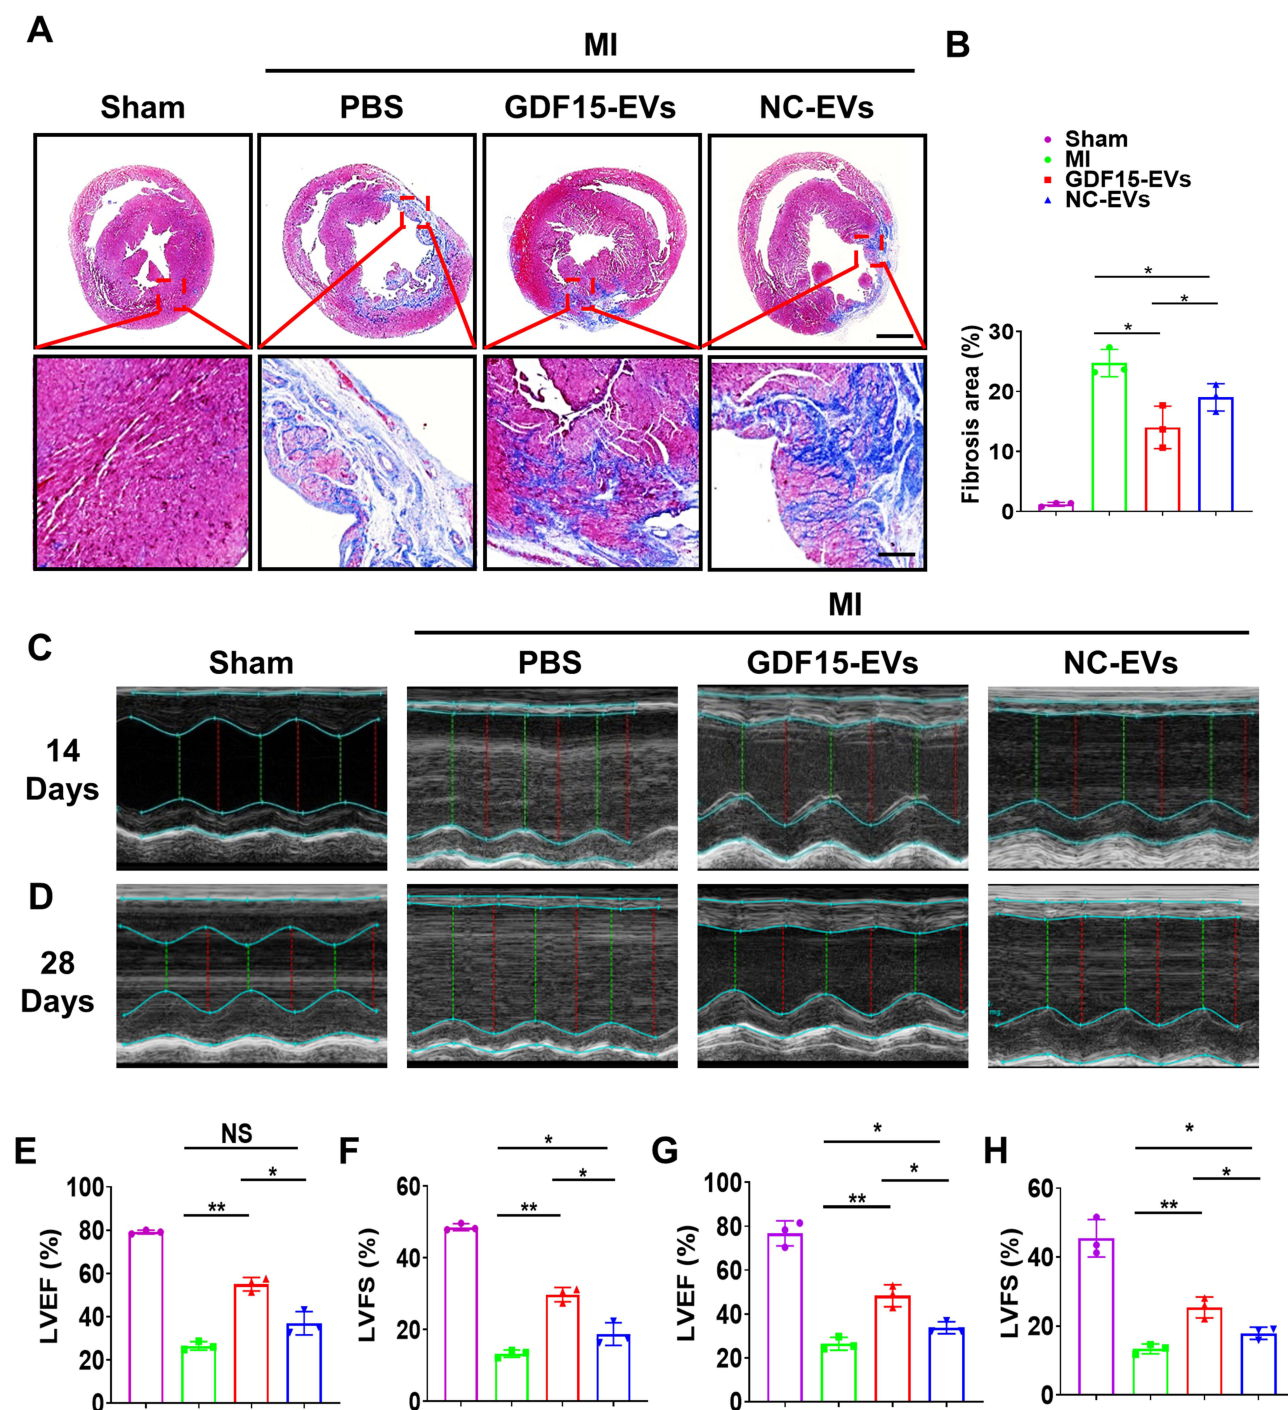 A
MI
Sham PBS GDF15-EVs NC-EVs
B
Sham
MI
GDF15-EVs
NC-EVs
*
*
*
Fibrosis area (%)
30
20
10
0
MI
C
Sham PBS GDF15-EVs NC-EVs
14
Days
D
28
Days
E
NS
*
**
LVEF (%)
100
80
60
40
20
0
F
*
*
**
LVFS (%)
60
40
20
0
G
*
*
**
LVEF (%)
100
80
60
40
20
0
H
*
*
**
LVFS (%)
60
40
20
0